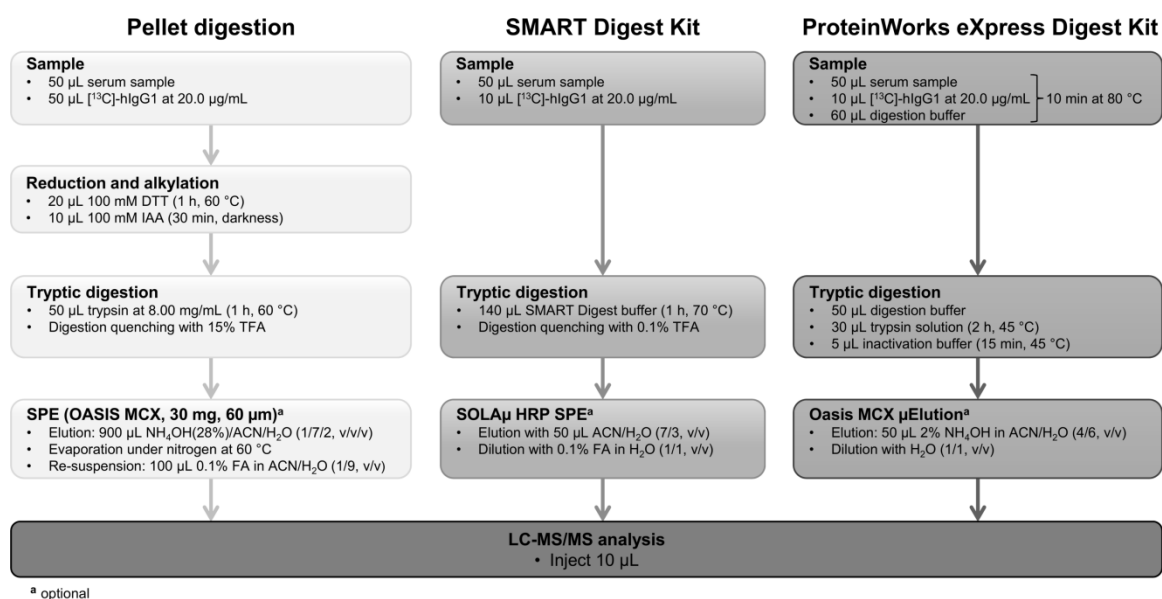 Pellet digestion
Sample
• 50 µL serum sample
• 50 µL [¹³C]-hIgG1 at 20.0 µg/mL
Reduction and alkylation
• 20 µL 100 mM DTT (1 h, 60 °C)
• 10 µL 100 mM IAA (30 min, darkness)
Tryptic digestion
• 50 µL trypsin at 8.00 mg/mL (1 h, 60 °C)
• Digestion quenching with 15% TFA
SPE (OASIS MCX, 30 mg, 60 µm)ᵃ
• Elution: 900 µL NH₄OH(28%)/ACN/H₂O (1/7/2, v/v/v)
• Evaporation under nitrogen at 60 °C
• Re-suspension: 100 µL 0.1% FA in ACN/H₂O (1/9, v/v)
SMART Digest Kit
Sample
• 50 µL serum sample
• 10 µL [¹³C]-hIgG1 at 20.0 µg/mL
Tryptic digestion
• 140 µL SMART Digest buffer (1 h, 70 °C)
• Digestion quenching with 0.1% TFA
SOLAµ HRP SPEᵃ
• Elution with 50 µL ACN/H₂O (7/3, v/v)
• Dilution with 0.1% FA in H₂O (1/1, v/v)
ProteinWorks eXpress Digest Kit
Sample
• 50 µL serum sample
• 10 µL [¹³C]-hIgG1 at 20.0 µg/mL
• 60 µL digestion buffer
10 min at 80 °C
Tryptic digestion
• 50 µL digestion buffer
• 30 µL trypsin solution (2 h, 45 °C)
• 5 µL inactivation buffer (15 min, 45 °C)
Oasis MCX µElutionᵃ
• Elution: 50 µL 2% NH₄OH in ACN/H₂O (4/6, v/v)
• Dilution with H₂O (1/1, v/v)
LC-MS/MS analysis
• Inject 10 µL
ᵃ optional